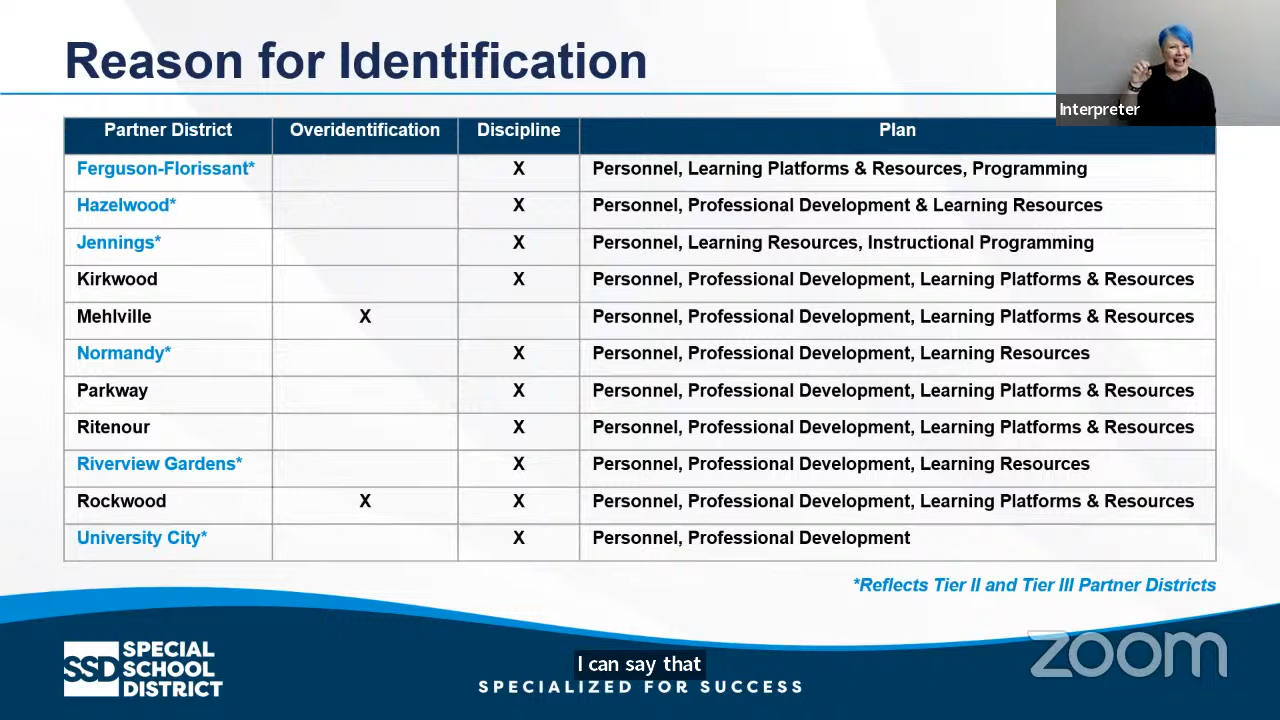 Reason for Identification
Interpreter
Partner District Overidentification Discipline Plan
Ferguson-Florissant* X Personnel, Learning Platforms & Resources, Programming
Hazelwood* X Personnel, Professional Development & Learning Resources
Jennings* X Personnel, Learning Resources, Instructional Programming
Kirkwood X Personnel, Professional Development, Learning Platforms & Resources
Mehlville X Personnel, Professional Development, Learning Platforms & Resources
Normandy* X Personnel, Professional Development, Learning Resources
Parkway X Personnel, Professional Development, Learning Platforms & Resources
Ritenour X Personnel, Professional Development, Learning Platforms & Resources
Riverview Gardens* X Personnel, Professional Development, Learning Resources
Rockwood X X Personnel, Professional Development, Learning Platforms & Resources
University City* X Personnel, Professional Development
*Reflects Tier II and Tier III Partner Districts
SSD
SPECIAL
SCHOOL
DISTRICT
I can say that
SPECIALIZED FOR SUCCESS
zoom